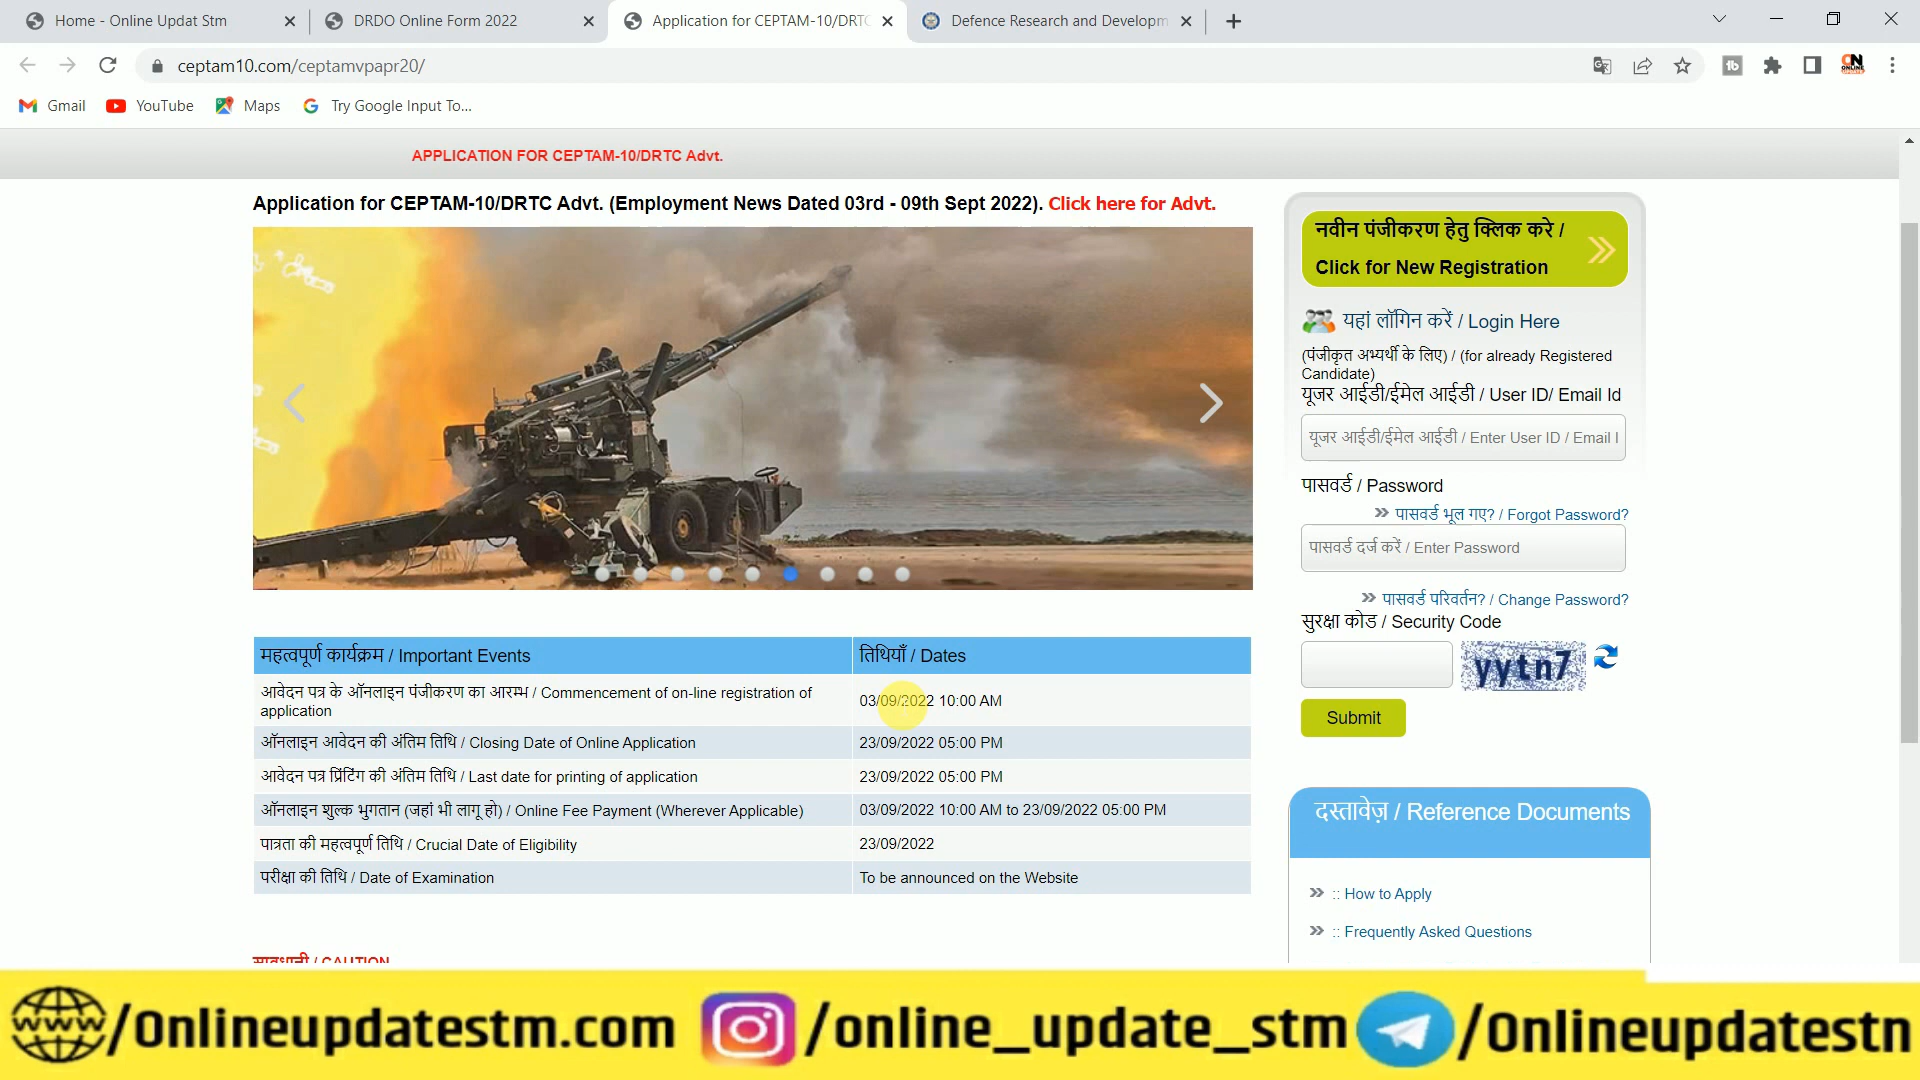 Home - Online Updat Stm
DRDO Online Form 2022
Application for CEPTAM-10/DRTC
Defence Research and Developm
ceptam10.com/ceptamvpapr20/
Gmail
YouTube
Maps
Try Google Input To...
APPLICATION FOR CEPTAM-10/DRTC Advt.
Application for CEPTAM-10/DRTC Advt. (Employment News Dated 03rd - 09th Sept 2022). Click here for Advt.
नवीन पंजीकरण हेतु क्लिक करे /
Click for New Registration
यहां लॉगिन करें / Login Here
(पंजीकृत अभ्यर्थी के लिए) / (for already Registered
Candidate)
यूजर आईडी/ईमेल आईडी / User ID/ Email Id
यूजर आईडी/ईमेल आईडी / Enter User ID / Email I
पासवर्ड / Password
पासवर्ड भूल गए? / Forgot Password?
पासवर्ड दर्ज करें / Enter Password
पासवर्ड परिवर्तन? / Change Password?
सुरक्षा कोड / Security Code
yytn7
Submit
महत्वपूर्ण कार्यक्रम / Important Events
तिथियाँ / Dates
आवेदन पत्र के ऑनलाइन पंजीकरण का आरम्भ / Commencement of on-line registration of
application
03/09/2022 10:00 AM
ऑनलाइन आवेदन की अंतिम तिथि / Closing Date of Online Application
23/09/2022 05:00 PM
आवेदन पत्र प्रिंटिंग की अंतिम तिथि / Last date for printing of application
23/09/2022 05:00 PM
ऑनलाइन शुल्क भुगतान (जहां भी लागू हो) / Online Fee Payment (Wherever Applicable)
03/09/2022 10:00 AM to 23/09/2022 05:00 PM
पात्रता की महत्वपूर्ण तिथि / Crucial Date of Eligibility
23/09/2022
परीक्षा की तिथि / Date of Examination
To be announced on the Website
दस्तावेज़ / Reference Documents
:: How to Apply
:: Frequently Asked Questions
सावधानी / CAUTION
www/Onlineupdatestm.com
/online_update_stm
/Onlineupdatestn